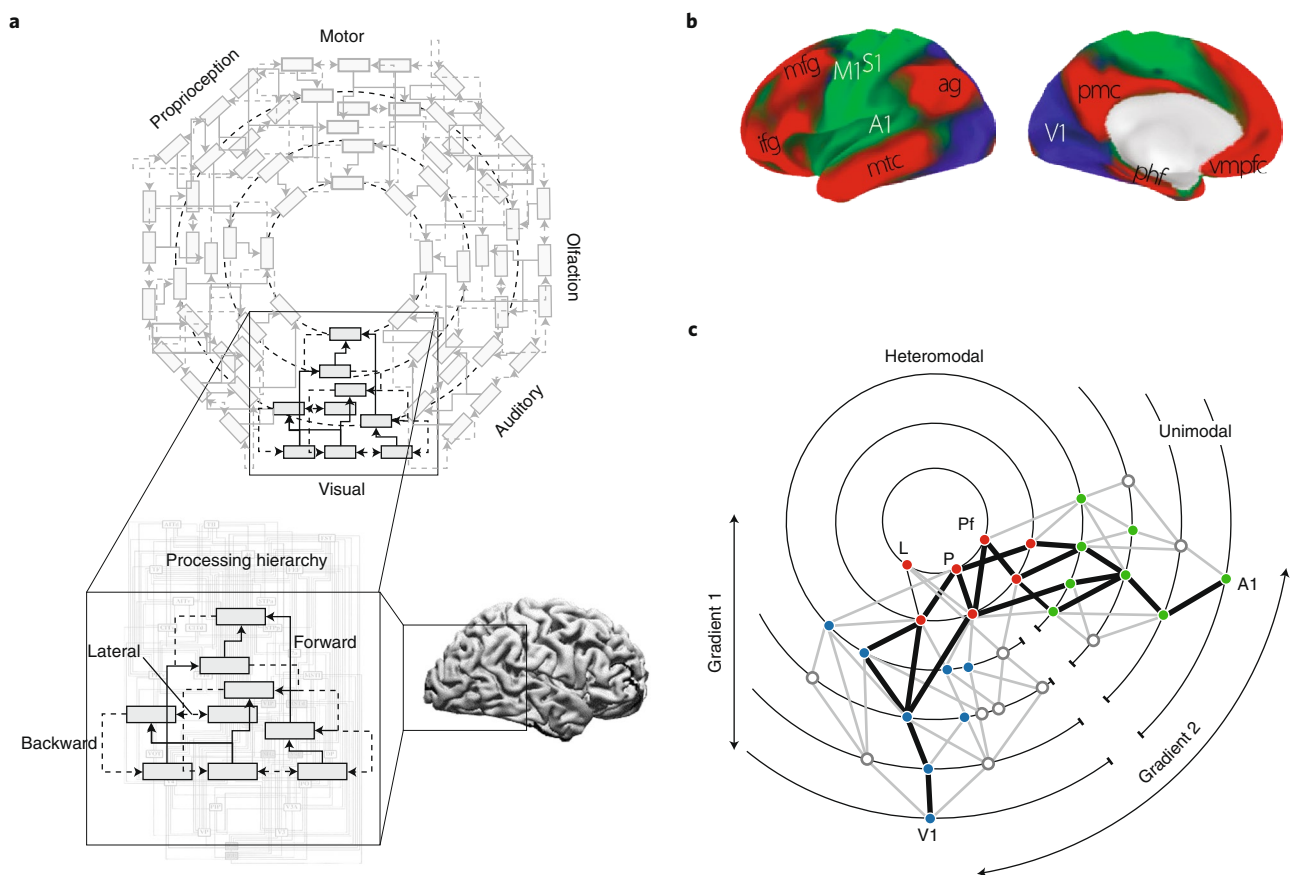 a
Motor
Proprioception
Olfaction
Auditory
Visual
Processing hierarchy
Lateral
Forward
Backward
b
mfg
M1
S1
ag
A1
ifg
mtc
pmc
V1
phf
vmpfc
c
Heteromodal
Unimodal
Pf
L
P
A1
Gradient 1
Gradient 2
V1